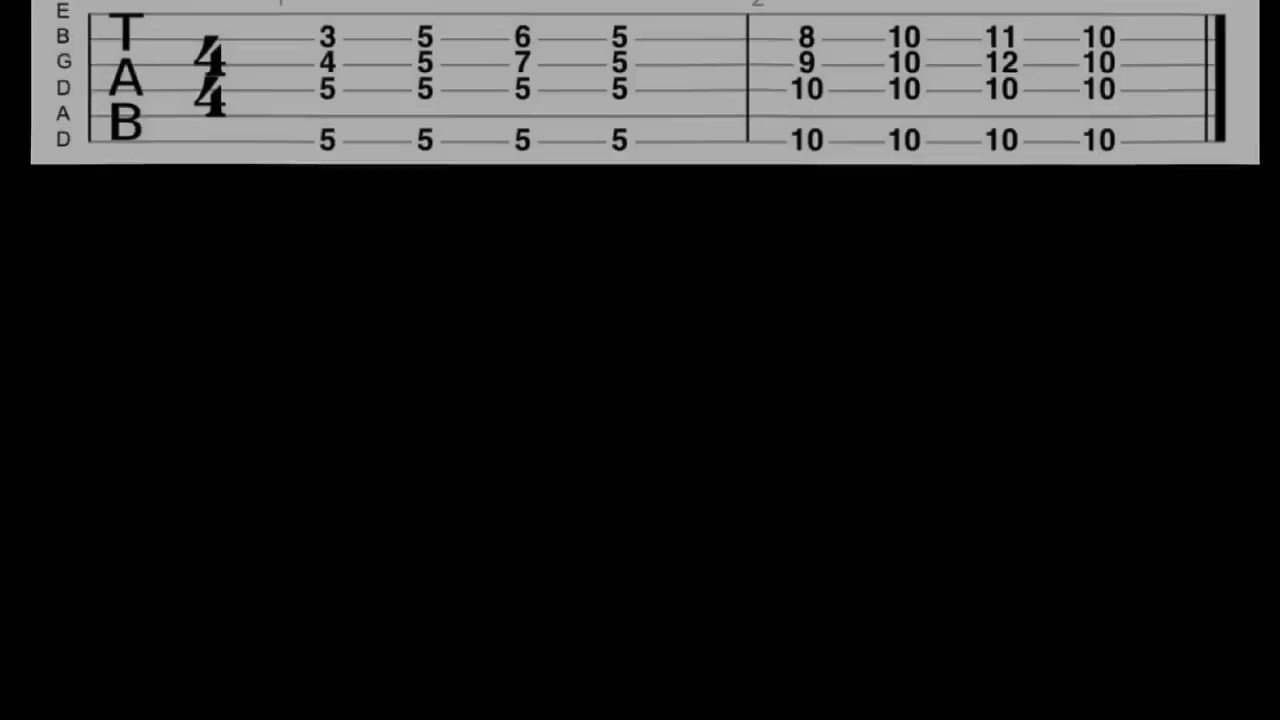 E
B T 3 5 6 5 8 10 11 10
G 4 4 5 7 5 9 10 12 10
D A 5 5 5 5 10 10 10 10
A 4
D B 5 5 5 5 10 10 10 10